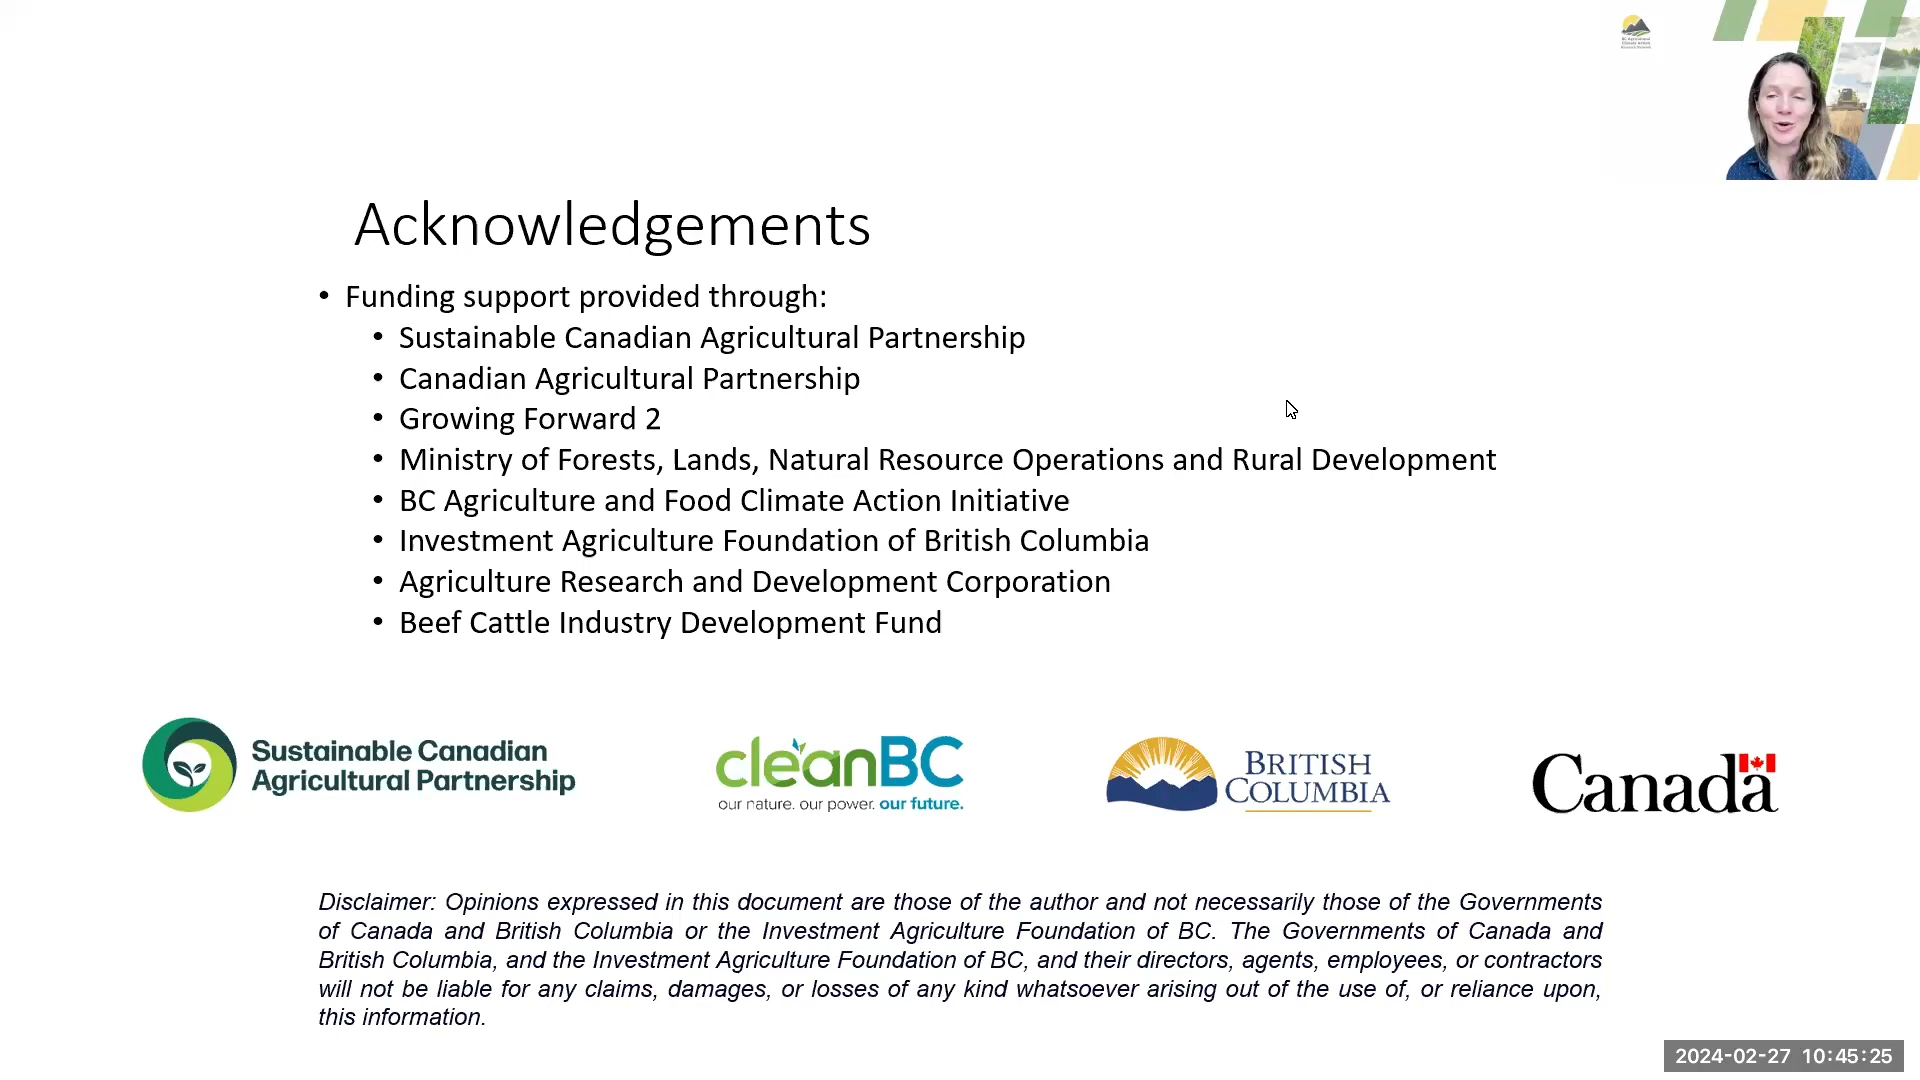 BC Agricultural
Climate Action
Research Network
Acknowledgements
• Funding support provided through:
• Sustainable Canadian Agricultural Partnership
• Canadian Agricultural Partnership
• Growing Forward 2
• Ministry of Forests, Lands, Natural Resource Operations and Rural Development
• BC Agriculture and Food Climate Action Initiative
• Investment Agriculture Foundation of British Columbia
• Agriculture Research and Development Corporation
• Beef Cattle Industry Development Fund
Sustainable Canadian
Agricultural Partnership
cleanBC
our nature. our power. our future.
BRITISH
COLUMBIA
Canada
Disclaimer: Opinions expressed in this document are those of the author and not necessarily those of the Governments
of Canada and British Columbia or the Investment Agriculture Foundation of BC. The Governments of Canada and
British Columbia, and the Investment Agriculture Foundation of BC, and their directors, agents, employees, or contractors
will not be liable for any claims, damages, or losses of any kind whatsoever arising out of the use of, or reliance upon,
this information.
2024-02-27 10:45:25